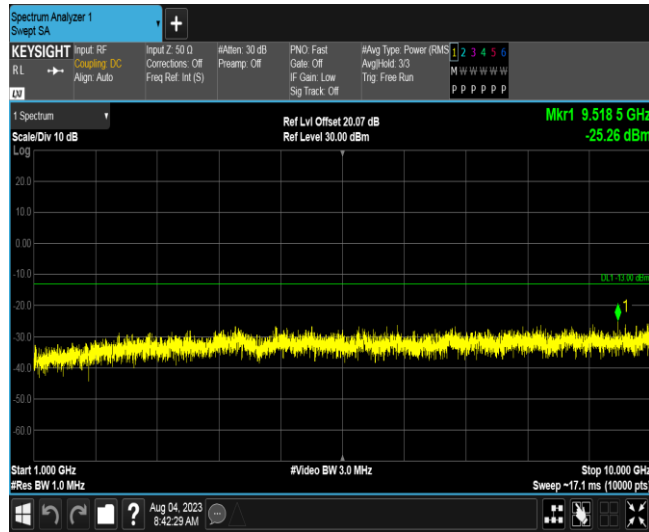 Spectrum Analyzer 1
Swept SA
+
KEYSIGHT
RL
LXI
Input: RF
Coupling: DC
Align: Auto
Input Z: 50 Ω
Corrections: Off
Freq Ref: Int (S)
#Atten: 30 dB
Preamp: Off
PNO: Fast
Gate: Off
IF Gain: Low
Sig Track: Off
#Avg Type: Power (RMS
Avg|Hold: 3/3
Trig: Free Run
1 2 3 4 5 6
M W W W W W
P P P P P P
1 Spectrum
Scale/Div 10 dB
Log
Ref Lvl Offset 20.07 dB
Ref Level 30.00 dBm
Mkr1 9.518 5 GHz
-25.26 dBm
20.0
10.0
0.00
-10.0
DL1 -13.00 dBm
-20.0
1
-30.0
-40.0
-50.0
-60.0
Start 1.000 GHz
#Video BW 3.0 MHz
Stop 10.000 GHz
#Res BW 1.0 MHz
Sweep ~17.1 ms (10000 pts)
?
Aug 04, 2023
8:42:29 AM